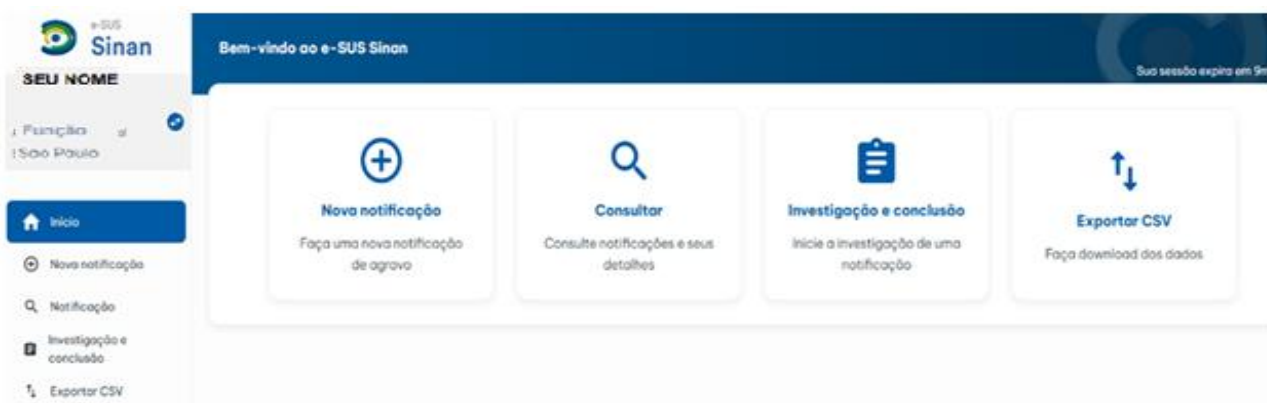 e-SUS
Sinan
SEU NOME
Função
São Paulo
Início
Nova notificação
Notificação
Investigação e
conclusão
Exportar CSV
Bem-vindo ao e-SUS Sinan
Sua sessão expira em 9m
Nova notificação
Faça uma nova notificação
de agravo
Consultar
Consulte notificações e seus
detalhes
Investigação e conclusão
Inicie a investigação de uma
notificação
Exportar CSV
Faça download dos dados